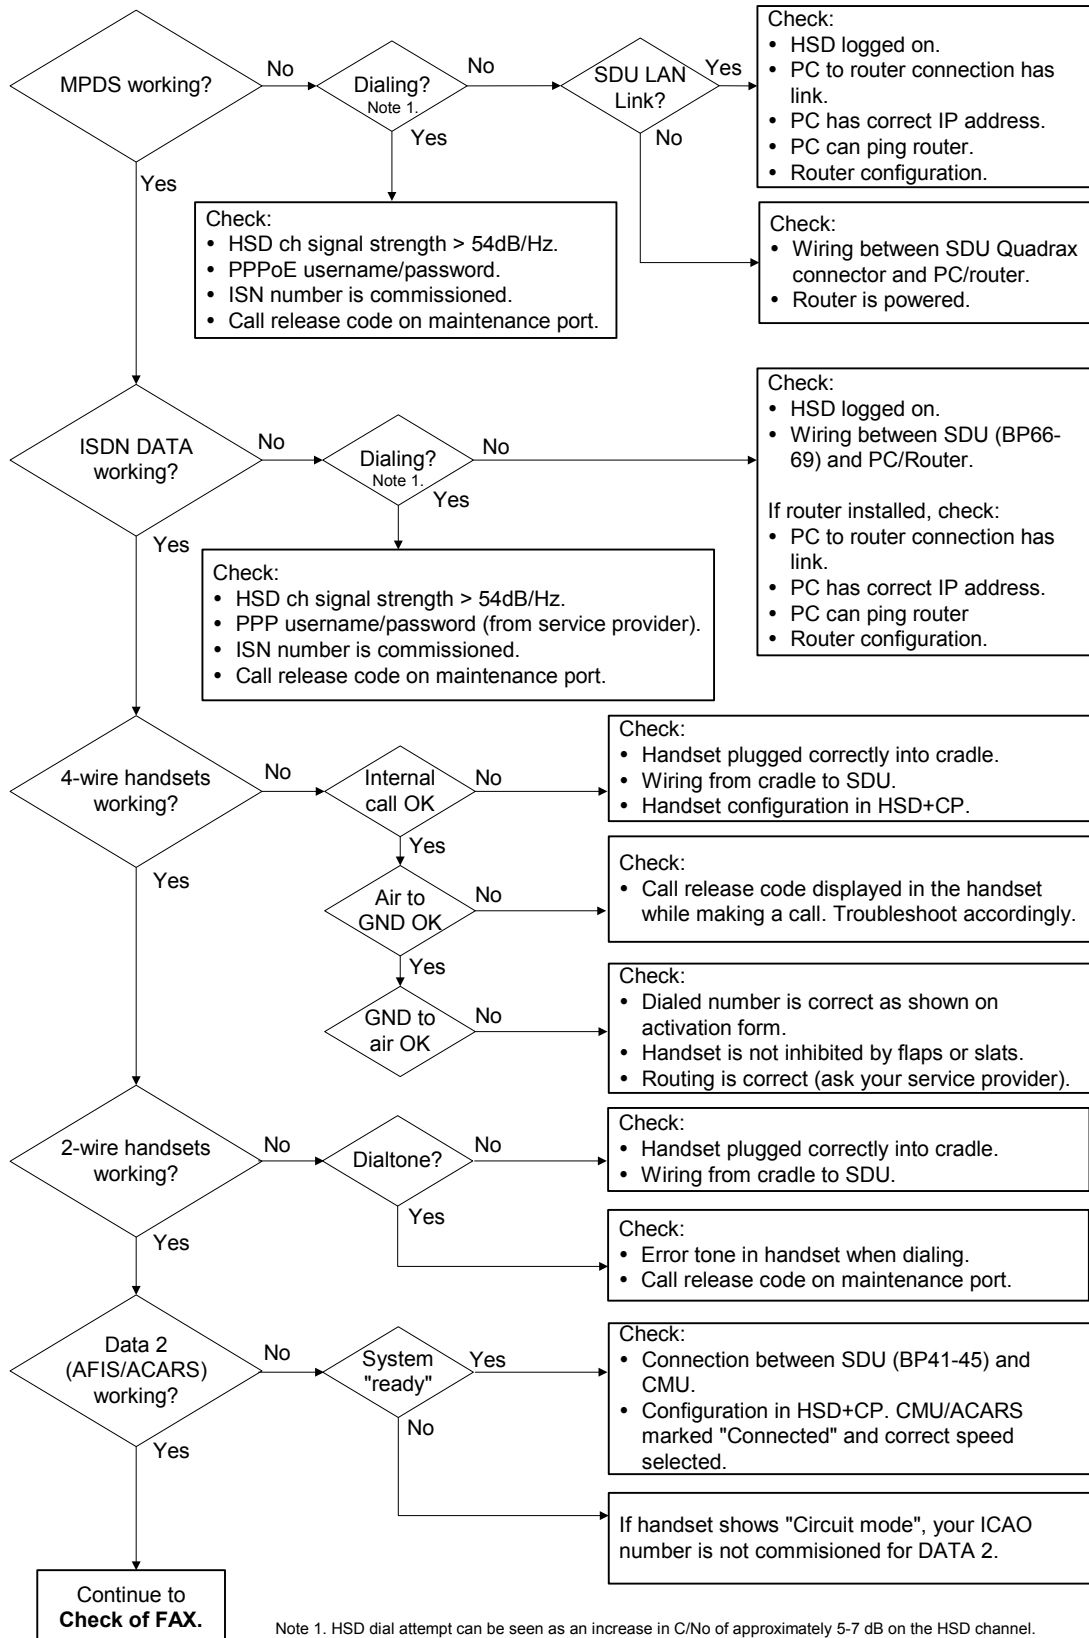 MPDS working?
No
Dialing?
Note 1.
No
SDU LAN
Link?
Yes
Check:
• HSD logged on.
• PC to router connection has
link.
• PC has correct IP address.
• PC can ping router.
• Router configuration.
Yes
Yes
No
Check:
• HSD ch signal strength > 54dB/Hz.
• PPPoE username/password.
• ISN number is commissioned.
• Call release code on maintenance port.
Check:
• Wiring between SDU Quadrax
connector and PC/router.
• Router is powered.
ISDN DATA
working?
No
Dialing?
Note 1.
No
Check:
• HSD logged on.
• Wiring between SDU (BP66-
69) and PC/Router.
If router installed, check:
• PC to router connection has
link.
• PC has correct IP address.
• PC can ping router
• Router configuration.
Yes
Yes
Check:
• HSD ch signal strength > 54dB/Hz.
• PPP username/password (from service provider).
• ISN number is commissioned.
• Call release code on maintenance port.
4-wire handsets
working?
No
Internal
call OK
No
Check:
• Handset plugged correctly into cradle.
• Wiring from cradle to SDU.
• Handset configuration in HSD+CP.
Yes
Yes
Air to
GND OK
No
Check:
• Call release code displayed in the handset
while making a call. Troubleshoot accordingly.
Yes
GND to
air OK
No
Check:
• Dialed number is correct as shown on
activation form.
• Handset is not inhibited by flaps or slats.
• Routing is correct (ask your service provider).
2-wire handsets
working?
No
Dialtone?
No
Check:
• Handset plugged correctly into cradle.
• Wiring from cradle to SDU.
Yes
Yes
Check:
• Error tone in handset when dialing.
• Call release code on maintenance port.
Data 2
(AFIS/ACARS)
working?
No
System
"ready"
Yes
Check:
• Connection between SDU (BP41-45) and
CMU.
• Configuration in HSD+CP. CMU/ACARS
marked "Connected" and correct speed
selected.
Yes
No
If handset shows "Circuit mode", your ICAO
number is not commisioned for DATA 2.
Continue to
Check of FAX.
Note 1. HSD dial attempt can be seen as an increase in C/No of approximately 5-7 dB on the HSD channel.